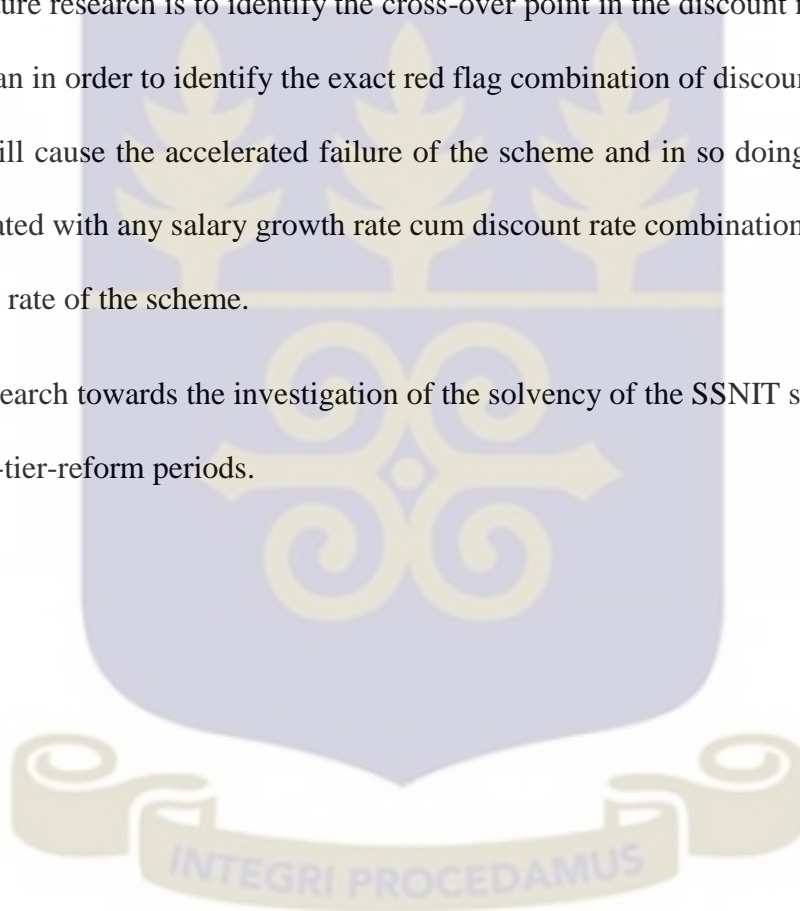 ture research is to identify the cross-over point in the discount
an in order to identify the exact red flag combination of discou
ill cause the accelerated failure of the scheme and in so doing
ated with any salary growth rate cum discount rate combination
rate of the scheme.
earch towards the investigation of the solvency of the SSNIT s
-tier-reform periods.
INTEGRI PROCEDAMUS